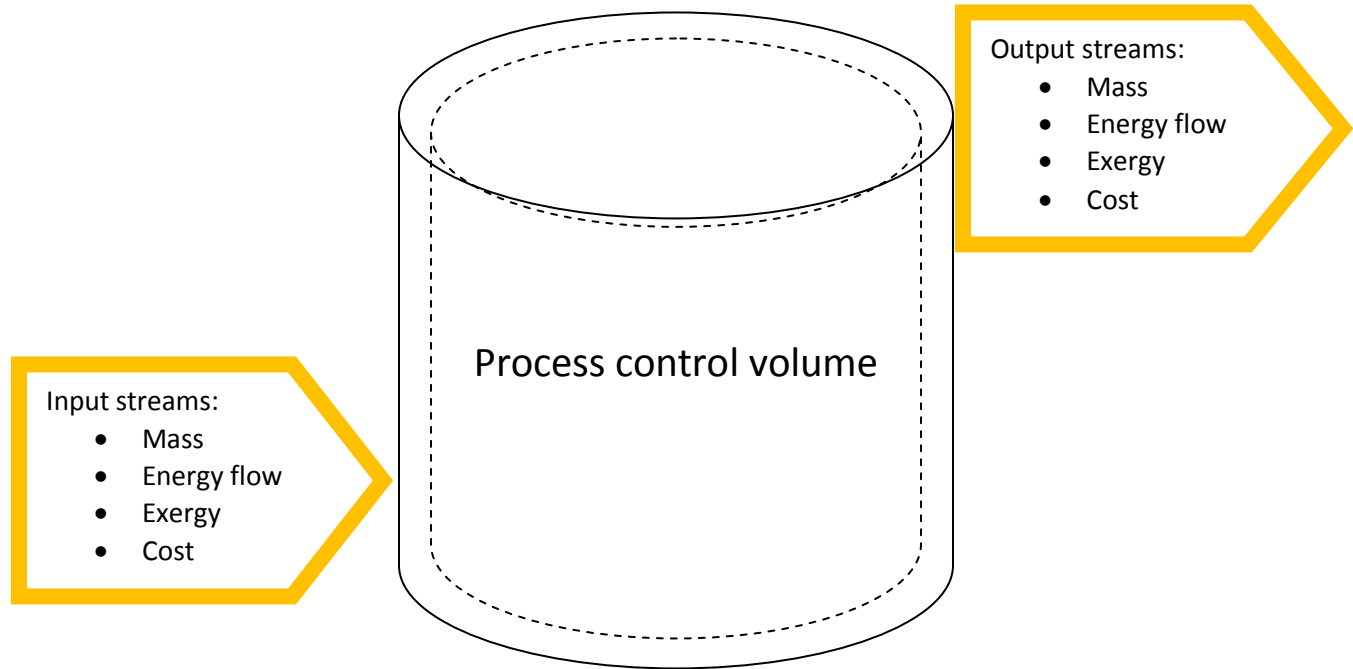 Output streams:
• Mass
• Energy flow
• Exergy
• Cost
Process control volume
Input streams:
• Mass
• Energy flow
• Exergy
• Cost